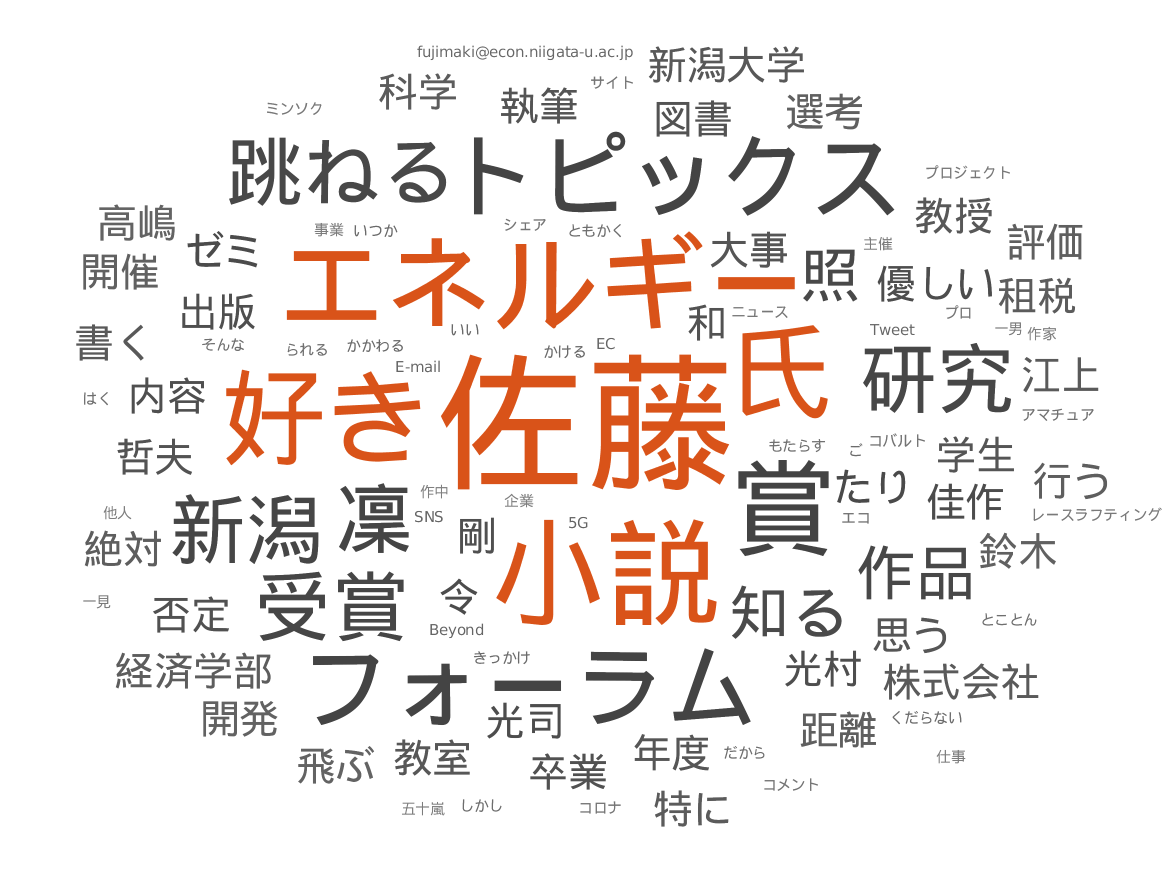 fujimaki@econ.niigata-u.ac.jp
新潟大学
科学
サイト
執筆
ミンソク
図書
選考
跳ねる
トピックス
プロジェクト
教授
高嶋
ゼミ
事業
いつか
シェア
ともかく
大事
主催
評価
開催
エネルギー
照
優しい
租税
出版
和
ニュース
プロ
書く
そんな
いい
氏
Tweet
一男
作家
られる
かかわる
かける
EC
E-mail
研究
江上
はく
内容
好き
佐藤
アマチュア
哲夫
もたらす
ご
コバルト
学生
賞
たり
行う
作中
企業
佳作
他人
新潟
凛
SNS
剛
5G
エコ
レースラフティング
絶対
小説
作品
鈴木
一見
否定
受賞
令
知る
Beyond
思う
とことん
経済学部
きっかけ
光村
株式会社
フォーラム
開発
光司
距離
くだらない
飛ぶ
教室
卒業
年度
だから
仕事
コメント
五十嵐
しかし
コロナ
特に